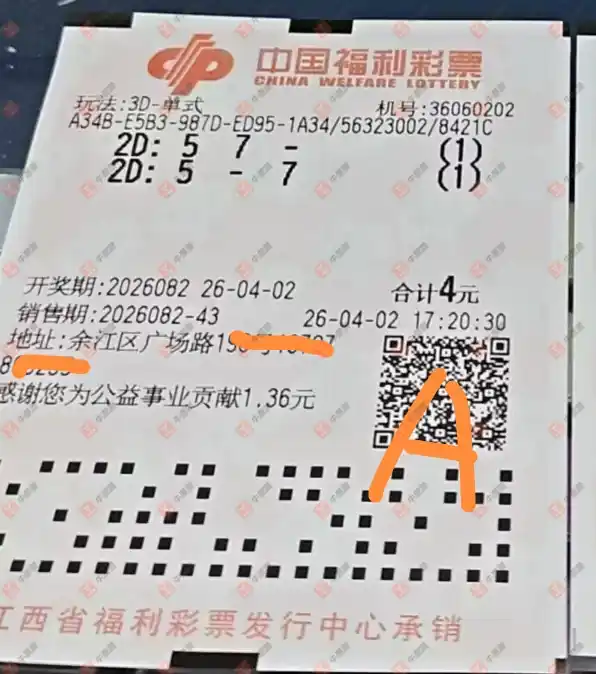 中国福利彩票
CHINA WELFARE LOTTERY
玩法:3D-单式 机号:36060202
A34B-E5B3-987D-ED95-1A34/56323002/8421C
2D: 5 7 - (1)
2D: 5 - 7 (1)
开奖期:2026082 26-04-02 合计4元
销售期:2026082-43 26-04-02 17:20:30
地址:余江区广场路
感谢您为公益事业贡献1.36元
A
江西省福利彩票发行中心承销